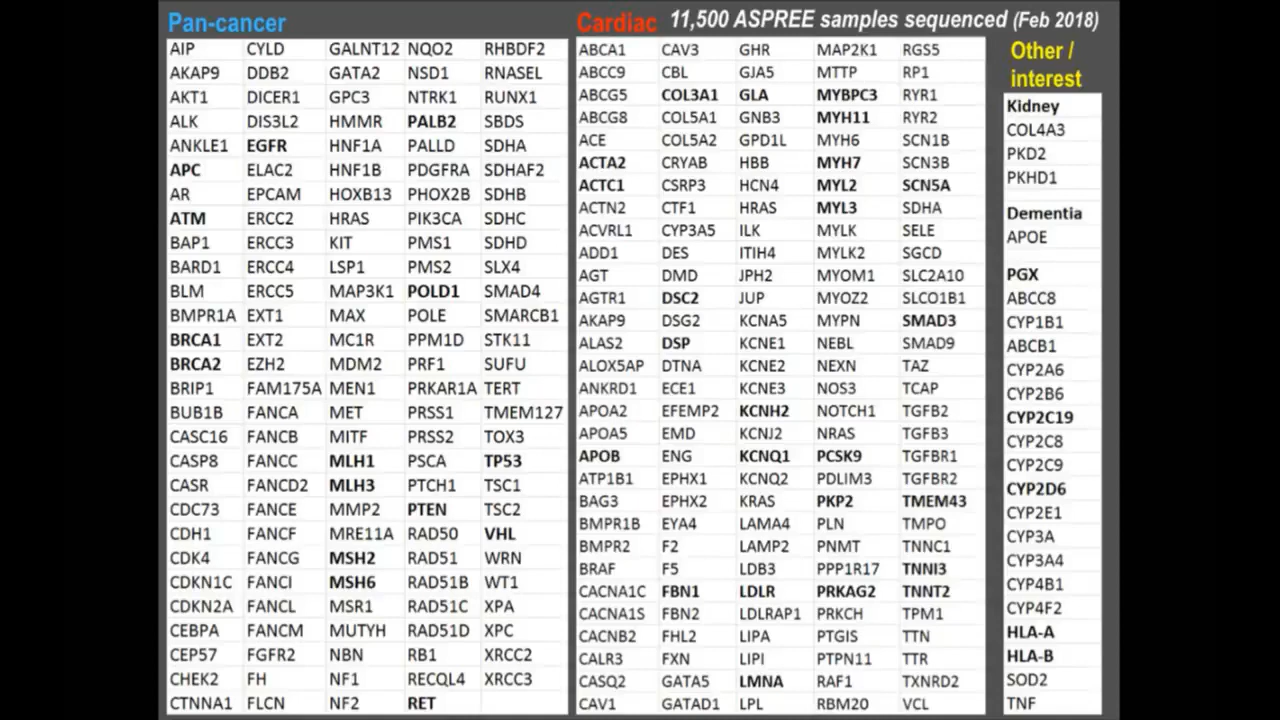 Pan-cancer
AIP CYLD GALNT12 NQO2 RHBDF2
AKAP9 DDB2 GATA2 NSD1 RNASEL
AKT1 DICER1 GPC3 NTRK1 RUNX1
ALK DIS3L2 HMMR PALB2 SBDS
ANKLE1 EGFR HNF1A PALLD SDHA
APC ELAC2 HNF1B PDGFRA SDHAF2
AR EPCAM HOXB13 PHOX2B SDHB
ATM ERCC2 HRAS PIK3CA SDHC
BAP1 ERCC3 KIT PMS1 SDHD
BARD1 ERCC4 LSP1 PMS2 SLX4
BLM ERCC5 MAP3K1 POLD1 SMAD4
BMPR1A EXT1 MAX POLE SMARCB1
BRCA1 EXT2 MC1R PPM1D STK11
BRCA2 EZH2 MDM2 PRF1 SUFU
BRIP1 FAM175A MEN1 PRKAR1A TERT
BUB1B FANCA MET PRSS1 TMEM127
CASC16 FANCB MITF PRSS2 TOX3
CASP8 FANCC MLH1 PSCA TP53
CASR FANCD2 MLH3 PTCH1 TSC1
CDC73 FANCE MMP2 PTEN TSC2
CDH1 FANCF MRE11A RAD50 VHL
CDK4 FANCG MSH2 RAD51 WRN
CDKN1C FANCI MSH6 RAD51B WT1
CDKN2A FANCL MSR1 RAD51C XPA
CEBPA FANCM MUTYH RAD51D XPC
CEP57 FGFR2 NBN RB1 XRCC2
CHEK2 FH NF1 RECQL4 XRCC3
CTNNA1 FLCN NF2 RET
Cardiac 11,500 ASPREE samples sequenced (Feb 2018)
ABCA1 CAV3 GHR MAP2K1 RGS5
ABCC9 CBL GJA5 MTTP RP1
ABCG5 COL3A1 GLA MYBPC3 RYR1
ABCG8 COL5A1 GNB3 MYH11 RYR2
ACE COL5A2 GPD1L MYH6 SCN1B
ACTA2 CRYAB HBB MYH7 SCN3B
ACTC1 CSRP3 HCN4 MYL2 SCN5A
ACTN2 CTF1 HRAS MYL3 SDHA
ACVRL1 CYP3A5 ILK MYLK SELE
ADD1 DES ITIH4 MYLK2 SGCD
AGT DMD JPH2 MYOM1 SLC2A10
AGTR1 DSC2 JUP MYOZ2 SLCO1B1
AKAP9 DSG2 KCNA5 MYPN SMAD3
ALAS2 DSP KCNE1 NEBL SMAD9
ALOX5AP DTNA KCNE2 NEXN TAZ
ANKRD1 ECE1 KCNE3 NOS3 TCAP
APOA2 EFEMP2 KCNH2 NOTCH1 TGFB2
APOA5 EMD KCNJ2 NRAS TGFB3
APOB ENG KCNQ1 PCSK9 TGFBR1
ATP1B1 EPHX1 KCNQ2 PDLIM3 TGFBR2
BAG3 EPHX2 KRAS PKP2 TMEM43
BMPR1B EYA4 LAMA4 PLN TMPO
BMPR2 F2 LAMP2 PNMT TNNC1
BRAF F5 LDB3 PPP1R17 TNNI3
CACNA1C FBN1 LDLR PRKAG2 TNNT2
CACNA1S FBN2 LDLRAP1 PRKCH TPM1
CACNB2 FHL2 LIPA PTGIS TTN
CALR3 FXN LIPI PTPN11 TTR
CASQ2 GATA5 LMNA RAF1 TXNRD2
CAV1 GATAD1 LPL RBM20 VCL
Other /
interest
Kidney
COL4A3
PKD2
PKHD1
Dementia
APOE
PGX
ABCC8
CYP1B1
ABCB1
CYP2A6
CYP2B6
CYP2C19
CYP2C8
CYP2C9
CYP2D6
CYP2E1
CYP3A
CYP3A4
CYP4B1
CYP4F2
HLA-A
HLA-B
SOD2
TNF